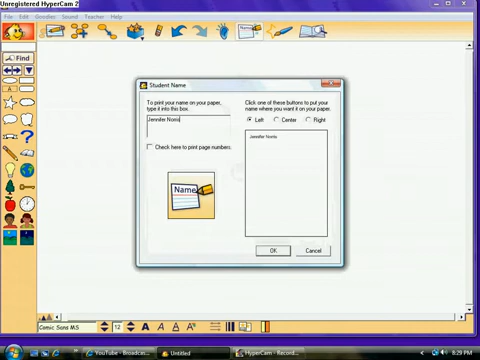 Unregistered HyperCam 2
File Edit Goodies Sound Teacher Help
Name
Find
Student Name
To print your name on your paper,
type it into this box.
Jennifer Norris
Check here to print page numbers.
Name
Click one of these buttons to put your
name where you want it on your paper.
Left Center Right
Jennifer Norris
OK Cancel
Comic Sans MS 12 A A A A
YouTube - Broadcas... Untitled HyperCam - Record... 8:29 PM